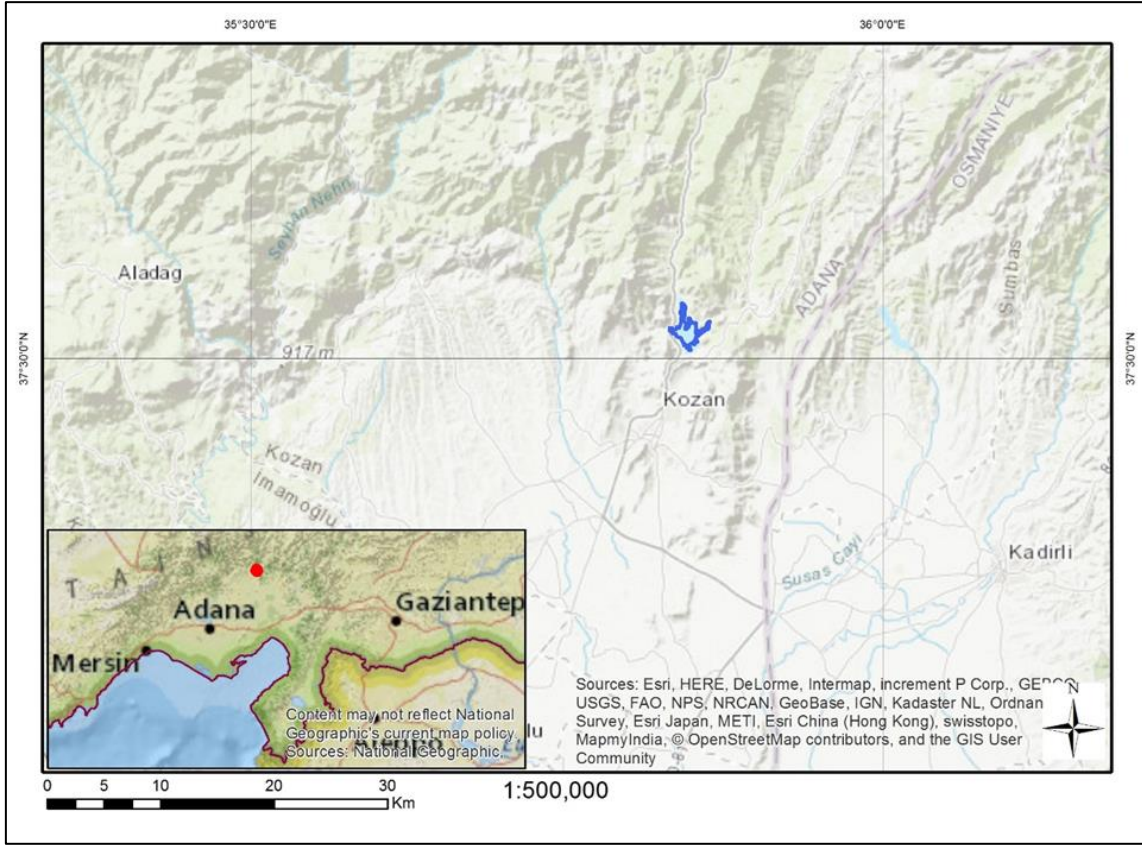 35°30'0"E
36°0'0"E
37°30'0"N
37°30'0"N
OSMANIYE
Seyhan Nehri
Sumbas
Aladag
ADANA
917 m
Kozan
Kozan
Imamoglu
Kadirli
Susas Cayi
T A I N
Adana
Gaziantep
Mersin
Aleppo
Content may not reflect National
Geographic's current map policy.
Sources: National Geographic,
Sources: Esri, HERE, DeLorme, Intermap, increment P Corp., GEBCO,
USGS, FAO, NPS, NRCAN, GeoBase, IGN, Kadaster NL, Ordnan
Survey, Esri Japan, METI, Esri China (Hong Kong), swisstopo,
MapmyIndia, © OpenStreetMap contributors, and the GIS User
Community
N
0 5 10 20 30
Km
1:500,000